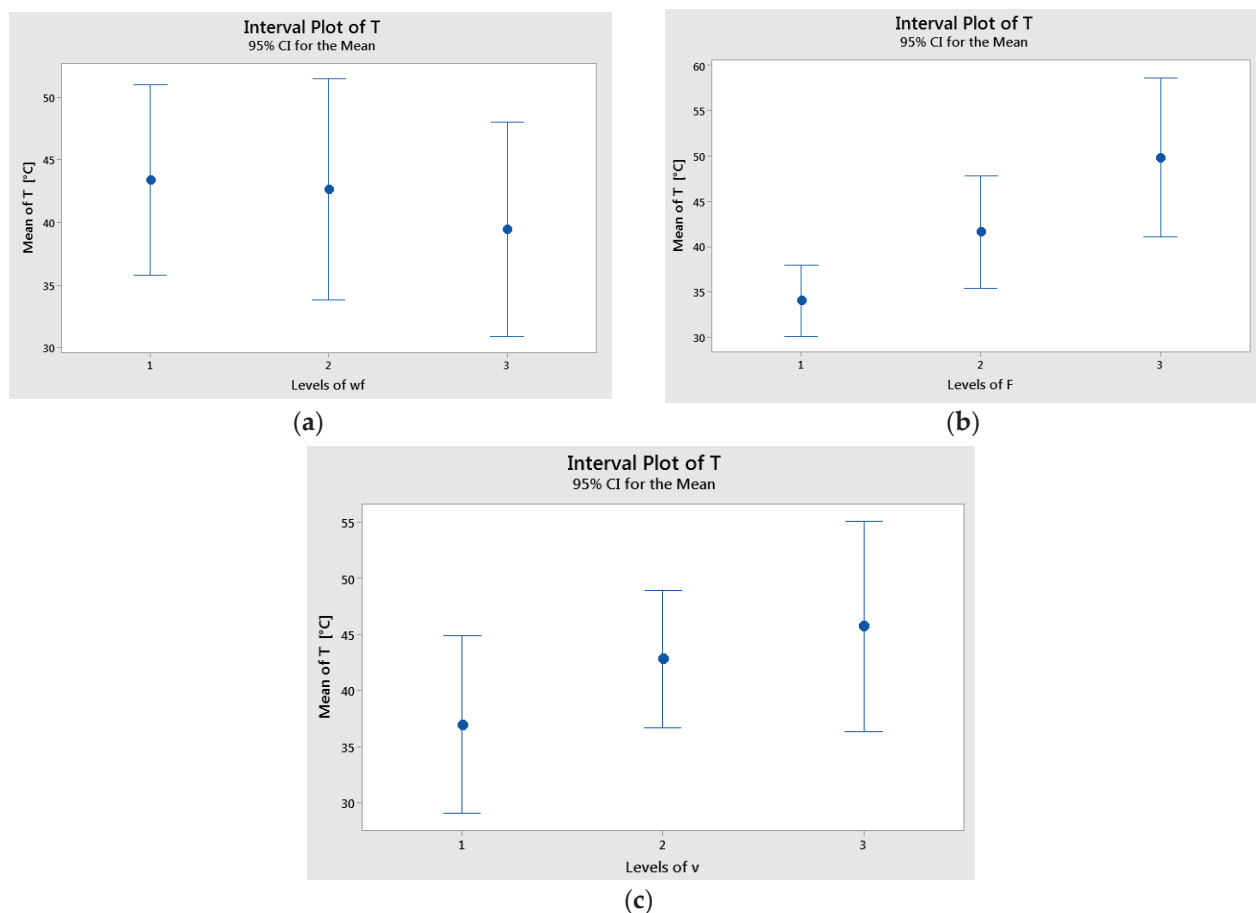 Interval Plot of T
95% CI for the Mean
Mean of T [°C]
50
45
40
35
30
1 2 3
Levels of wf
(a)
Interval Plot of T
95% CI for the Mean
Mean of T [°C]
60
55
50
45
40
35
30
1 2 3
Levels of F
(b)
Interval Plot of T
95% CI for the Mean
Mean of T [°C]
55
50
45
40
35
30
1 2 3
Levels of v
(c)